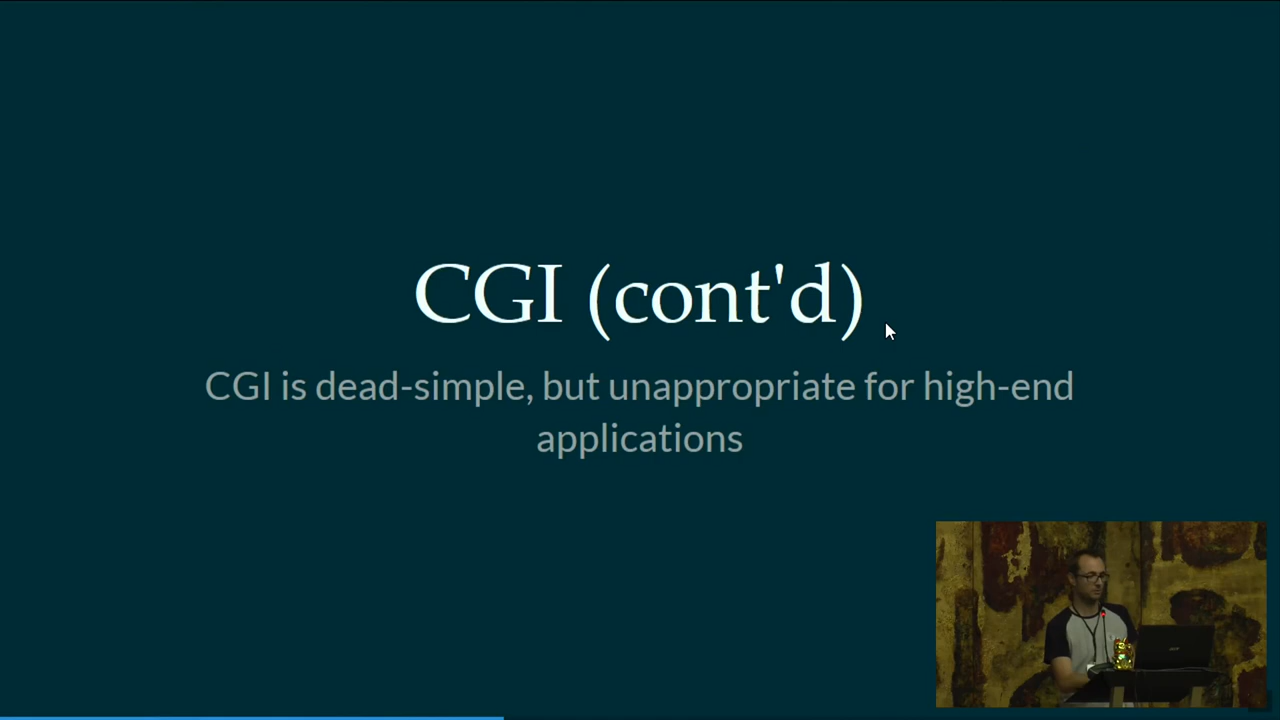 CGI (cont'd)
CGI is dead-simple, but unappropriate for high-end
applications